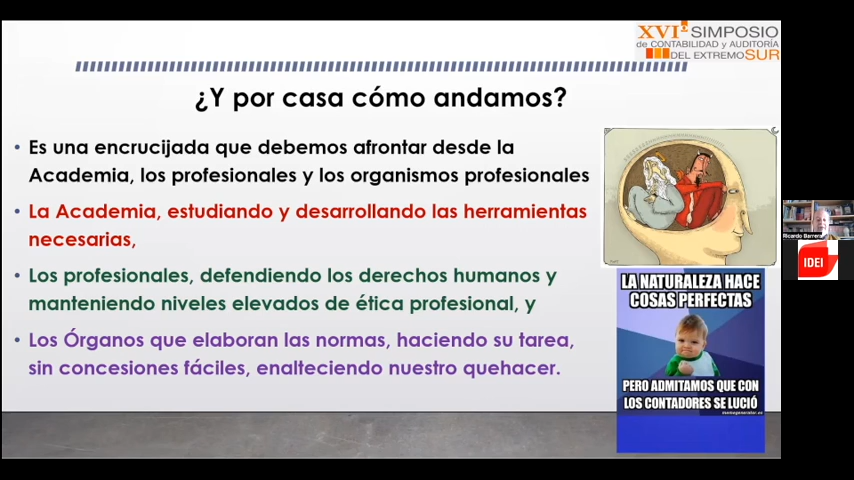 XVI SIMPOSIO
de CONTABILIDAD y AUDITORÍA
DEL EXTREMO SUR
¿Y por casa cómo andamos?
• Es una encrucijada que debemos afrontar desde la
Academia, los profesionales y los organismos profesionales
• La Academia, estudiando y desarrollando las herramientas
necesarias,
• Los profesionales, defendiendo los derechos humanos y
manteniendo niveles elevados de ética profesional, y
• Los Órganos que elaboran las normas, haciendo su tarea,
sin concesiones fáciles, enalteciendo nuestro quehacer.
LA NATURALEZA HACE
COSAS PERFECTAS
PERO ADMITAMOS QUE CON
LOS CONTADORES SE LUCIÓ
memegenerator.es
Ricardo Barrera
IDEI